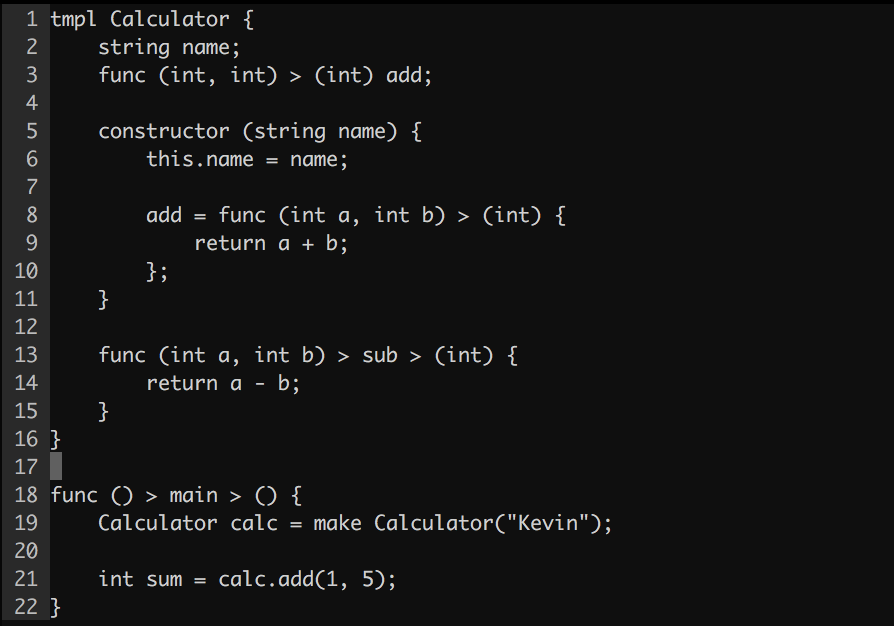 1 tmpl Calculator {
2     string name;
3     func (int, int) > (int) add;
4
5     constructor (string name) {
6         this.name = name;
7
8         add = func (int a, int b) > (int) {
9             return a + b;
10         };
11     }
12
13     func (int a, int b) > sub > (int) {
14         return a - b;
15     }
16 }
17
18 func () > main > () {
19     Calculator calc = make Calculator("Kevin");
20
21     int sum = calc.add(1, 5);
22 }